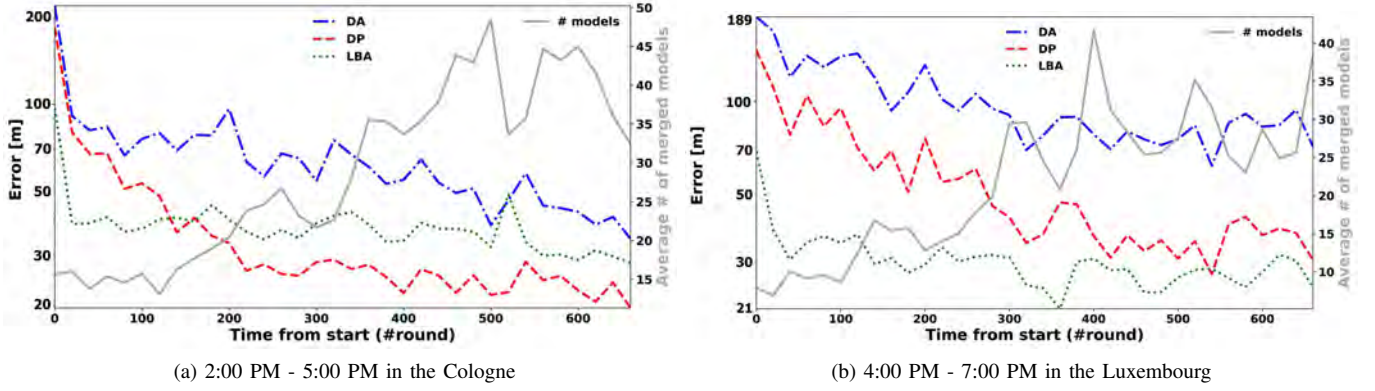 200
100
70
50
30
20
Error [m]
DA
DP
LBA
# models
50
45
40
35
30
25
20
15
Average # of merged models
0 100 200 300 400 500 600
Time from start (#round)
(a) 2:00 PM - 5:00 PM in the Cologne
189
100
70
50
30
21
Error [m]
DA
DP
LBA
# models
40
35
30
25
20
15
10
Average # of merged models
0 100 200 300 400 500 600
Time from start (#round)
(b) 4:00 PM - 7:00 PM in the Luxembourg